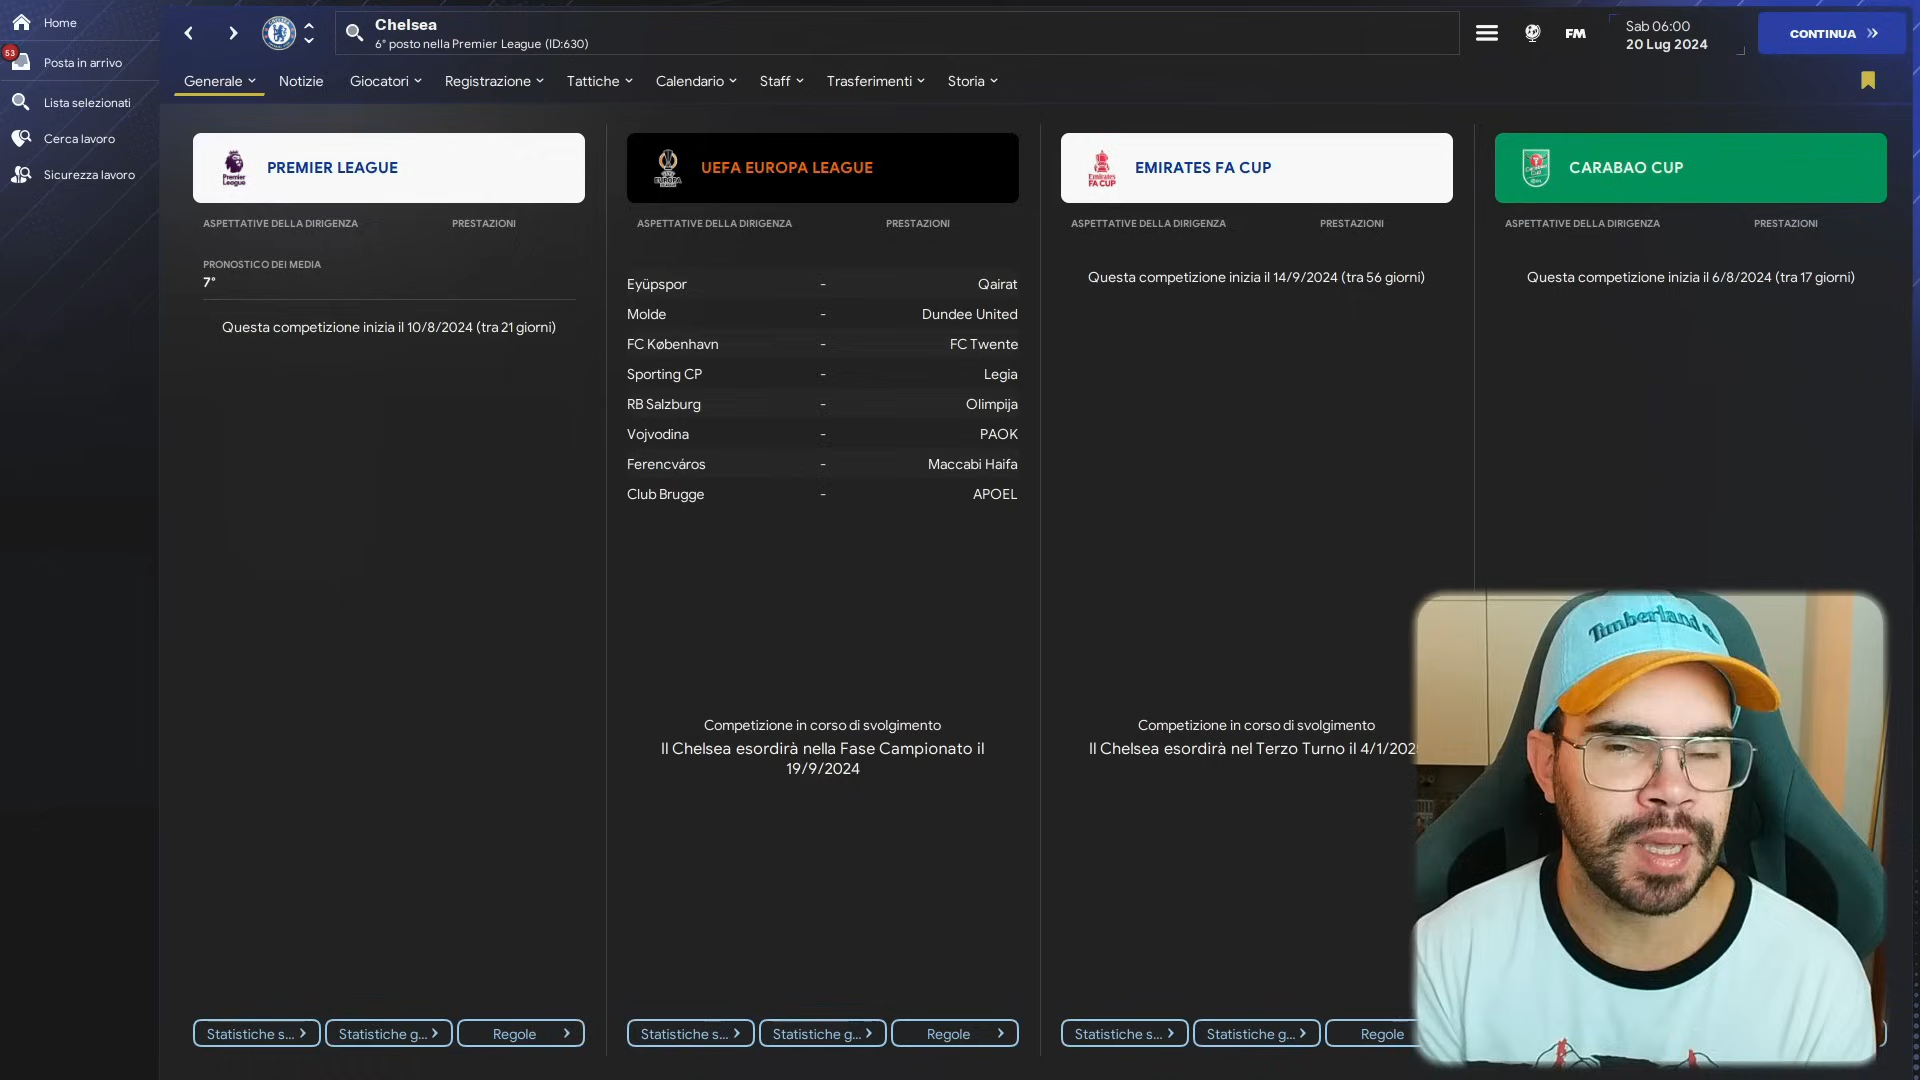 Home
53
Posta in arrivo
Lista selezionati
Cerca lavoro
Sicurezza lavoro
Chelsea
6° posto nella Premier League (ID:630)
FM
Sab 06:00
20 Lug 2024
CONTINUA
Generale
Notizie
Giocatori
Registrazione
Tattiche
Calendario
Staff
Trasferimenti
Storia
Premier League
PREMIER LEAGUE
ASPETTATIVE DELLA DIRIGENZA
PRESTAZIONI
PRONOSTICO DEI MEDIA
7°
Questa competizione inizia il 10/8/2024 (tra 21 giorni)
Statistiche s...
Statistiche g...
Regole
UEFA EUROPA LEAGUE
ASPETTATIVE DELLA DIRIGENZA
PRESTAZIONI
Eyüpspor - Qairat
Molde - Dundee United
FC København - FC Twente
Sporting CP - Legia
RB Salzburg - Olimpija
Vojvodina - PAOK
Ferencváros - Maccabi Haifa
Club Brugge - APOEL
Competizione in corso di svolgimento
Il Chelsea esordirà nella Fase Campionato il
19/9/2024
Statistiche s...
Statistiche g...
Regole
Emirates FA CUP
EMIRATES FA CUP
ASPETTATIVE DELLA DIRIGENZA
PRESTAZIONI
Questa competizione inizia il 14/9/2024 (tra 56 giorni)
Competizione in corso di svolgimento
Il Chelsea esordirà nel Terzo Turno il 4/1/202
Statistiche s...
Statistiche g...
Regole
CARABAO CUP
ASPETTATIVE DELLA DIRIGENZA
PRESTAZIONI
Questa competizione inizia il 6/8/2024 (tra 17 giorni)
Timberland